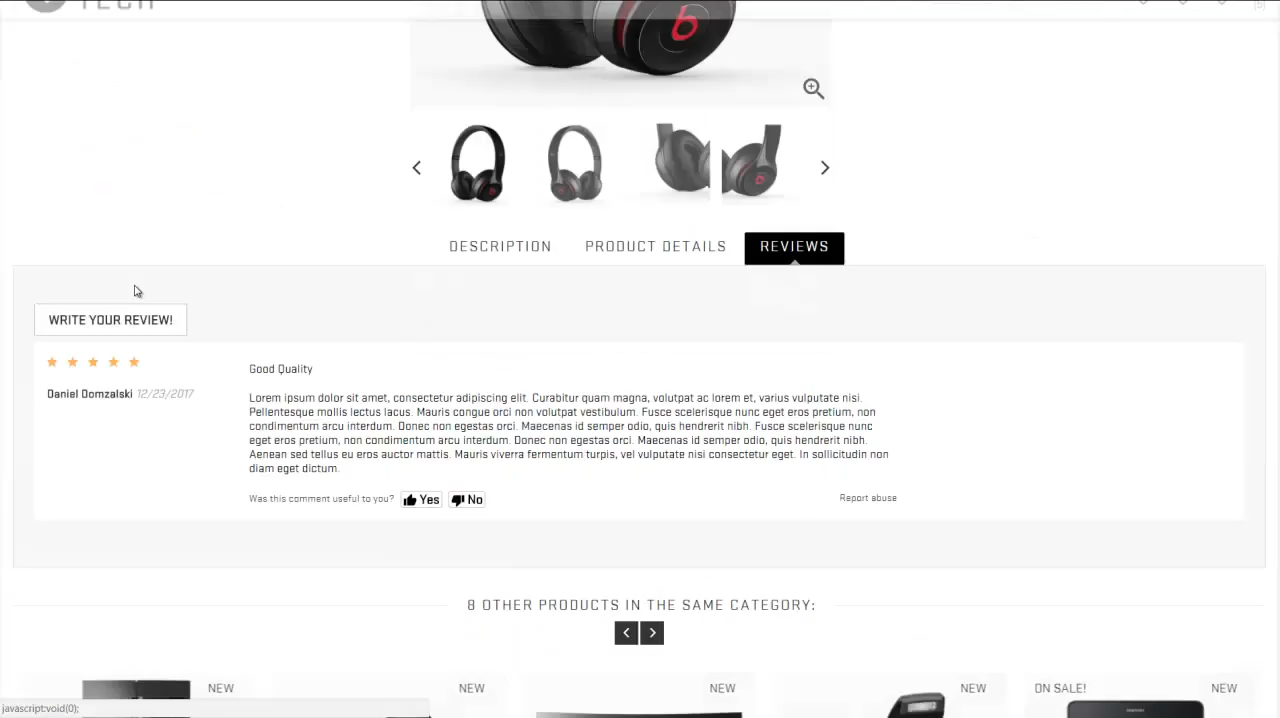 TECH
DESCRIPTION PRODUCT DETAILS REVIEWS
WRITE YOUR REVIEW!
Daniel Domzalski 12/23/2017
Good Quality
Lorem ipsum dolor sit amet, consectetur adipiscing elit. Curabitur quam magna, volutpat ac lorem et, varius vulputate nisi.
Pellentesque mollis lectus lacus. Mauris congue orci non volutpat vestibulum. Fusce scelerisque nunc eget eros pretium, non
condimentum arcu interdum. Donec non egestas orci. Maecenas id semper odio, quis hendrerit nibh. Fusce scelerisque nunc
eget eros pretium, non condimentum arcu interdum. Donec non egestas orci. Maecenas id semper odio, quis hendrerit nibh.
Aenean sed tellus eu eros auctor mattis. Mauris viverra fermentum turpis, vel vulputate nisi consectetur eget. In sollicitudin non
diam eget dictum.
Was this comment useful to you? Yes No Report abuse
8 OTHER PRODUCTS IN THE SAME CATEGORY:
NEW NEW NEW NEW ON SALE! NEW
javascript:void(0);